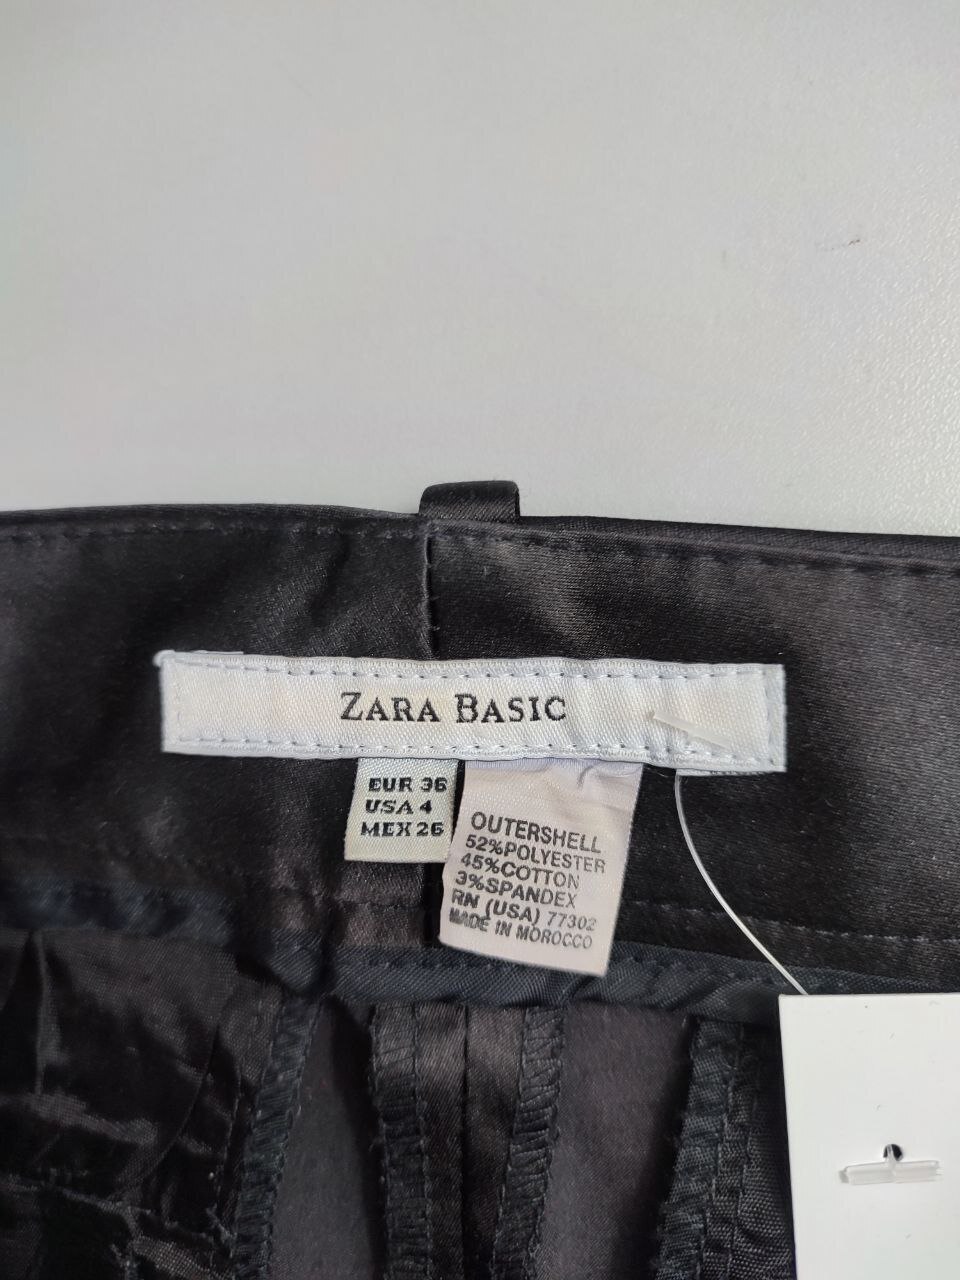 ZARA BASIC
EUR 36
USA 4
MEX 26
OUTERSHELL
52%POLYESTER
45%COTTON
3%SPANDEX
RN (USA) 77302
MADE IN MOROCCO